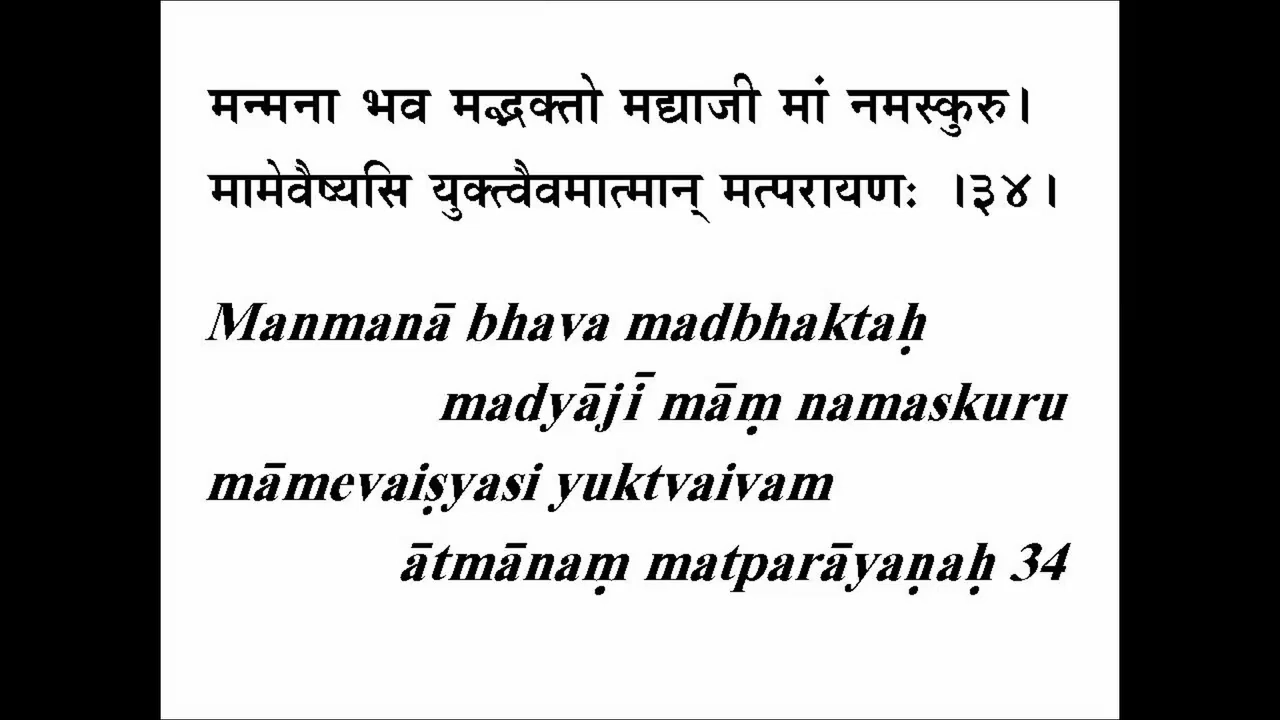 मन्मना भव मद्भक्तो मद्याजी मां नमस्कुरु।
मामेवैष्यसि युक्त्वैवमात्मान् मत्परायणः ।३४।
Manmanā bhava madbhaktaḥ
madyājī māṃ namaskuru
māmevaiṣyasi yuktvaivam
ātmānaṃ matparāyaṇaḥ 34